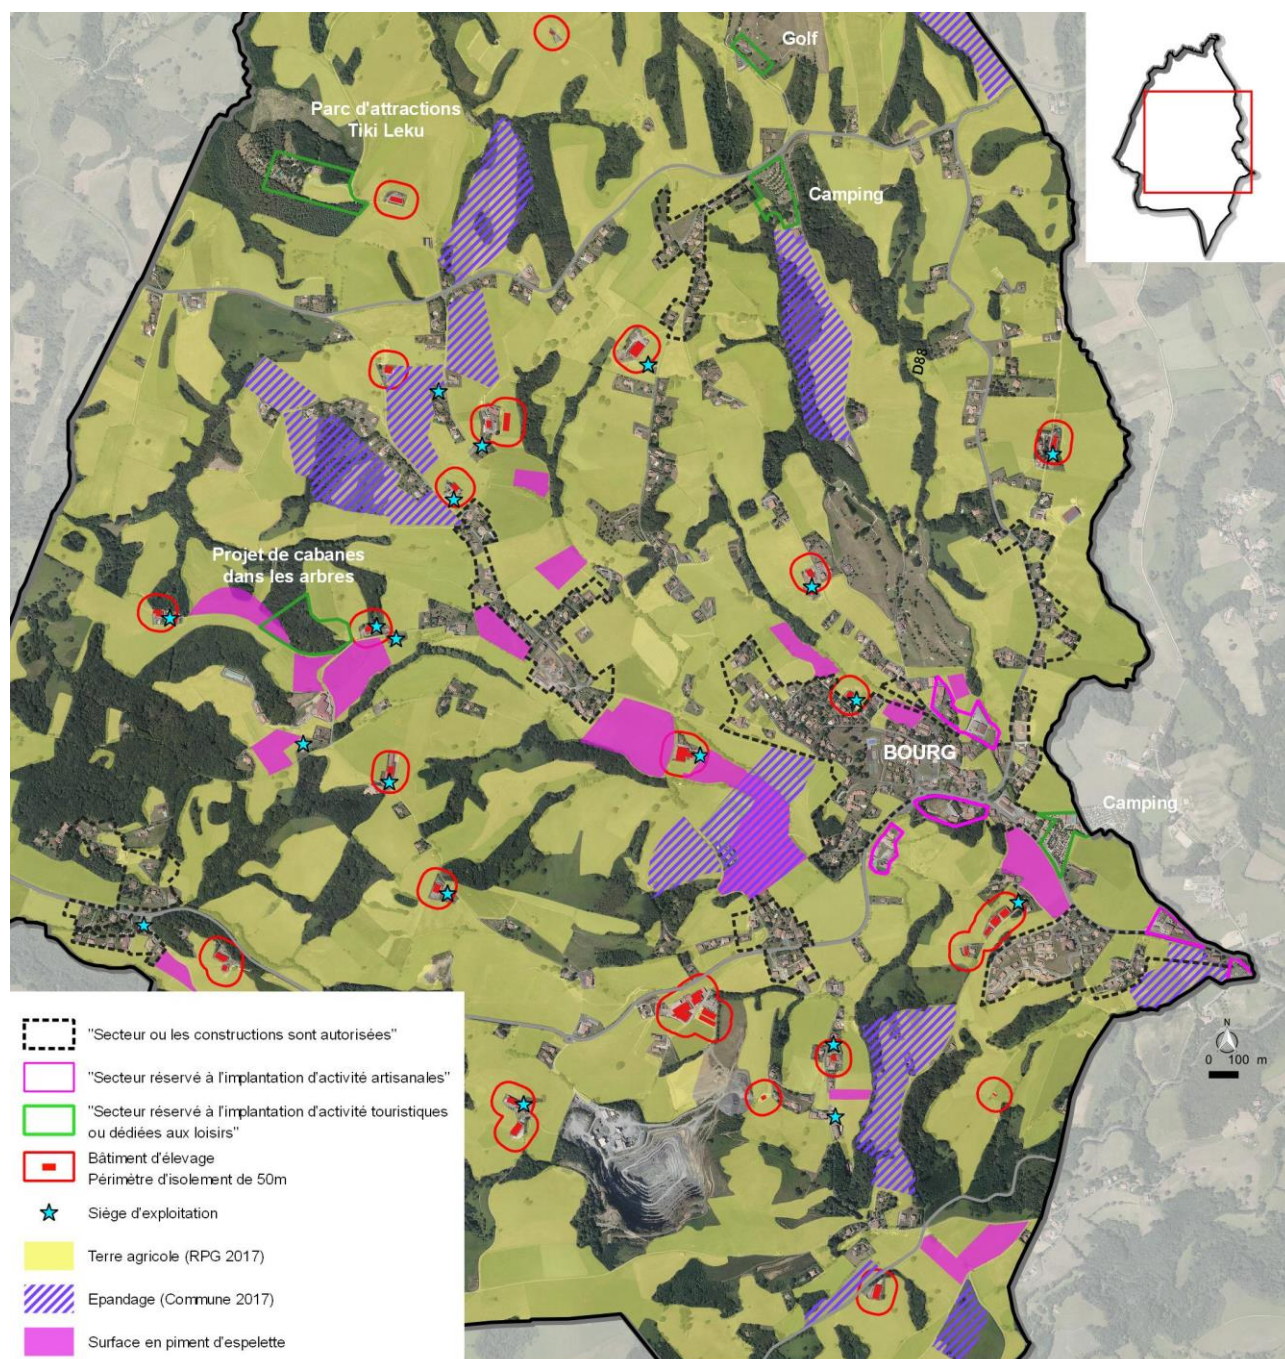 Golf
Parc d'attractions
Tiki Leku
Camping
D88
Projet de cabanes
dans les arbres
BOURG
Camping
N
0 100 m
"Secteur ou les constructions sont autorisées"
"Secteur réservé à l'implantation d'activité artisanales"
"Secteur réservé à l'implantation d'activité touristiques
ou dédiées aux loisirs"
Bâtiment d'élevage
Périmètre d'isolement de 50m
Siège d'exploitation
Terre agricole (RPG 2017)
Epandage (Commune 2017)
Surface en piment d'espelette